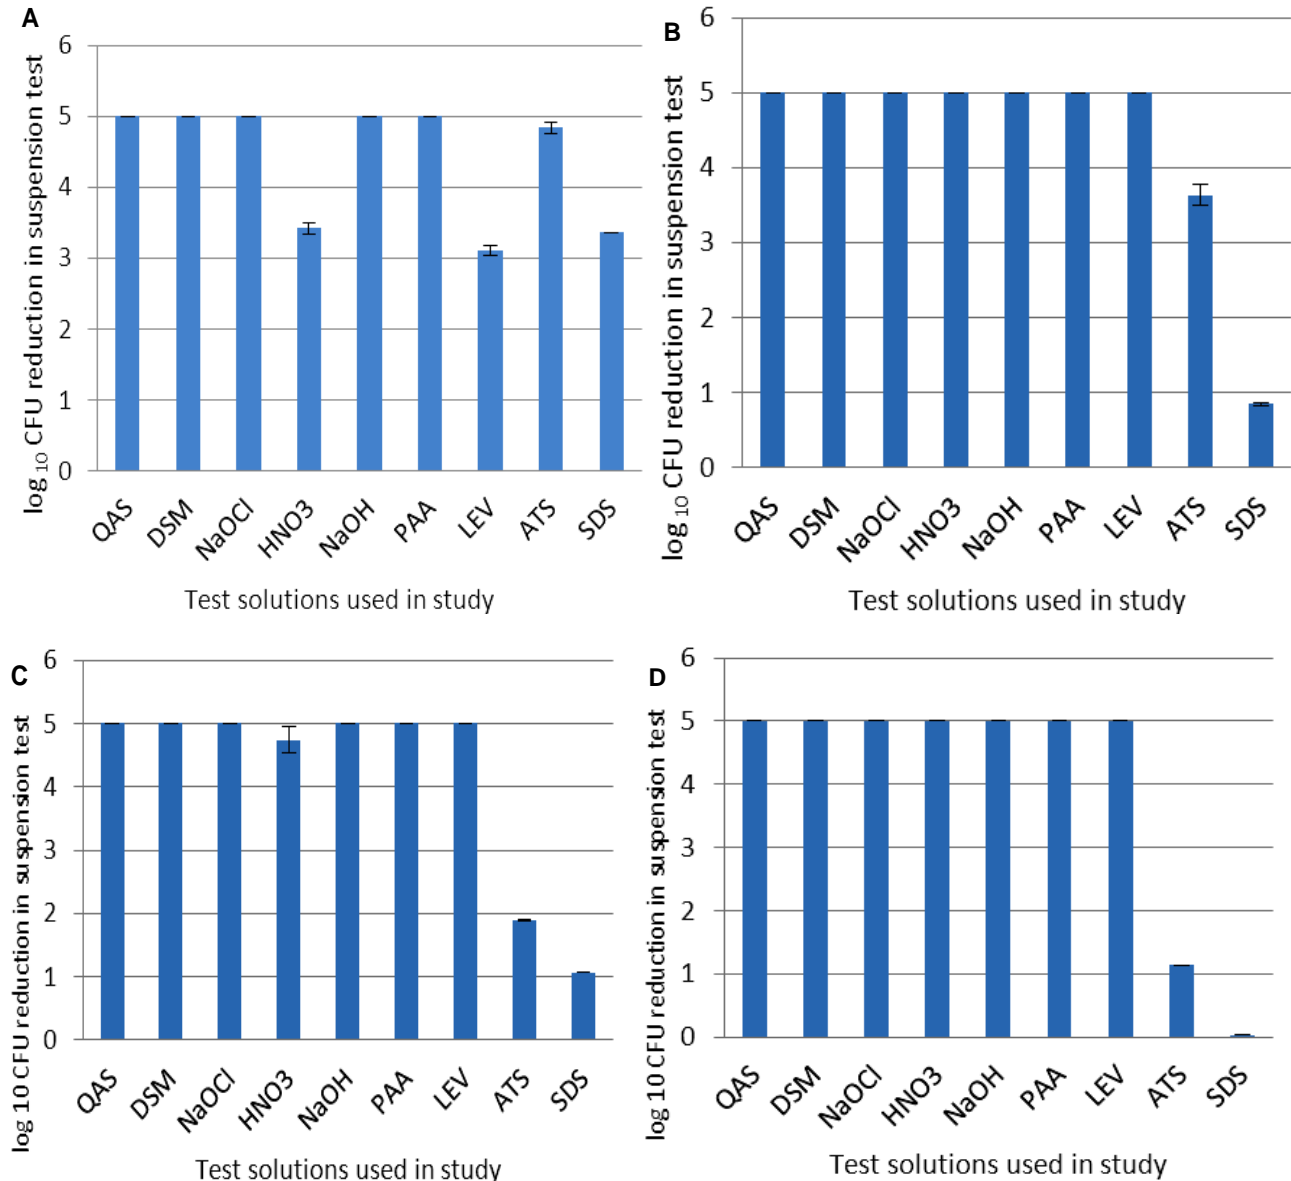 A
log 10 CFU reduction in suspension test
6
5
4
3
2
1
0
QAS
DSM
NaOCl
HNO3
NaOH
PAA
LEV
ATS
SDS
Test solutions used in study
B
log 10 CFU reduction in suspension test
6
5
4
3
2
1
0
QAS
DSM
NaOCl
HNO3
NaOH
PAA
LEV
ATS
SDS
Test solutions used in study
C
log 10 CFU reduction in suspension test
6
5
4
3
2
1
0
QAS
DSM
NaOCl
HNO3
NaOH
PAA
LEV
ATS
SDS
Test solutions used in study
D
log 10 CFU reduction in suspension test
6
5
4
3
2
1
0
QAS
DSM
NaOCl
HNO3
NaOH
PAA
LEV
ATS
SDS
Test solutions used in study